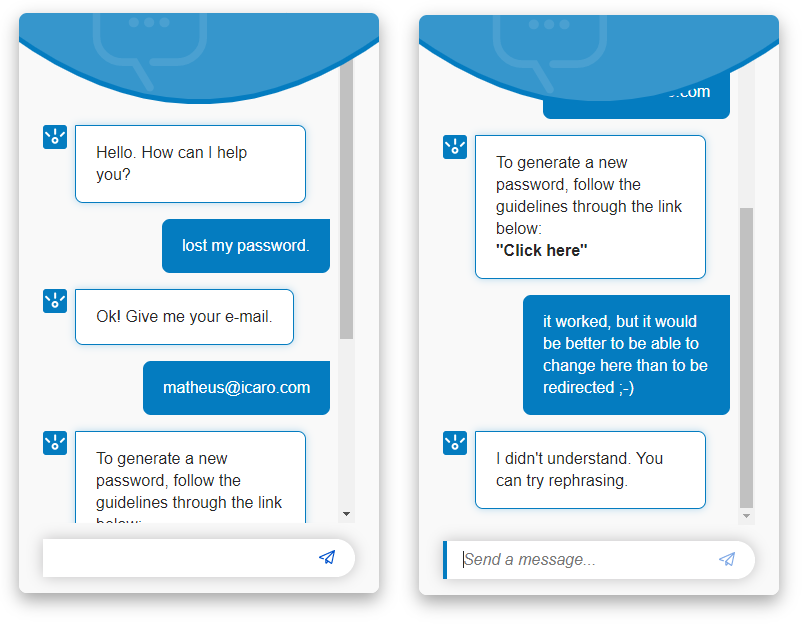 Hello. How can I help
you?
lost my password.
Ok! Give me your e-mail.
matheus@icaro.com
To generate a new
password, follow the
guidelines through the link
below:
.com
To generate a new
password, follow the
guidelines through the link
below:
"Click here"
it worked, but it would
be better to be able to
change here than to be
redirected ;-)
I didn't understand. You
can try rephrasing.
Send a message...